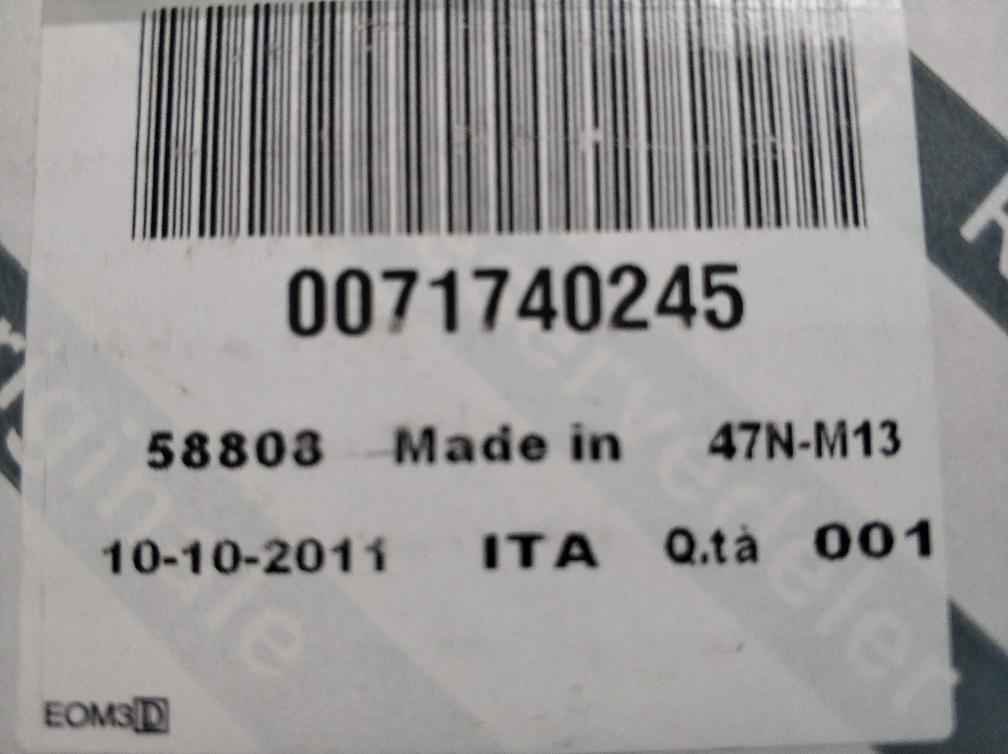 0071740245
58808 Made in 47N-M13
10-10-2011 ITA Q.tà 001
EOM3D